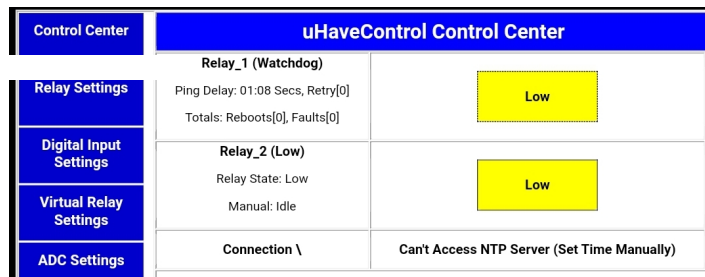 Control Center
uHaveControl Control Center
Relay Settings
Relay_1 (Watchdog)
Ping Delay: 01:08 Secs, Retry[0]
Totals: Reboots[0], Faults[0]
Low
Digital Input
Settings
Relay_2 (Low)
Relay State: Low
Manual: Idle
Low
Virtual Relay
Settings
ADC Settings
Connection \
Can't Access NTP Server (Set Time Manually)